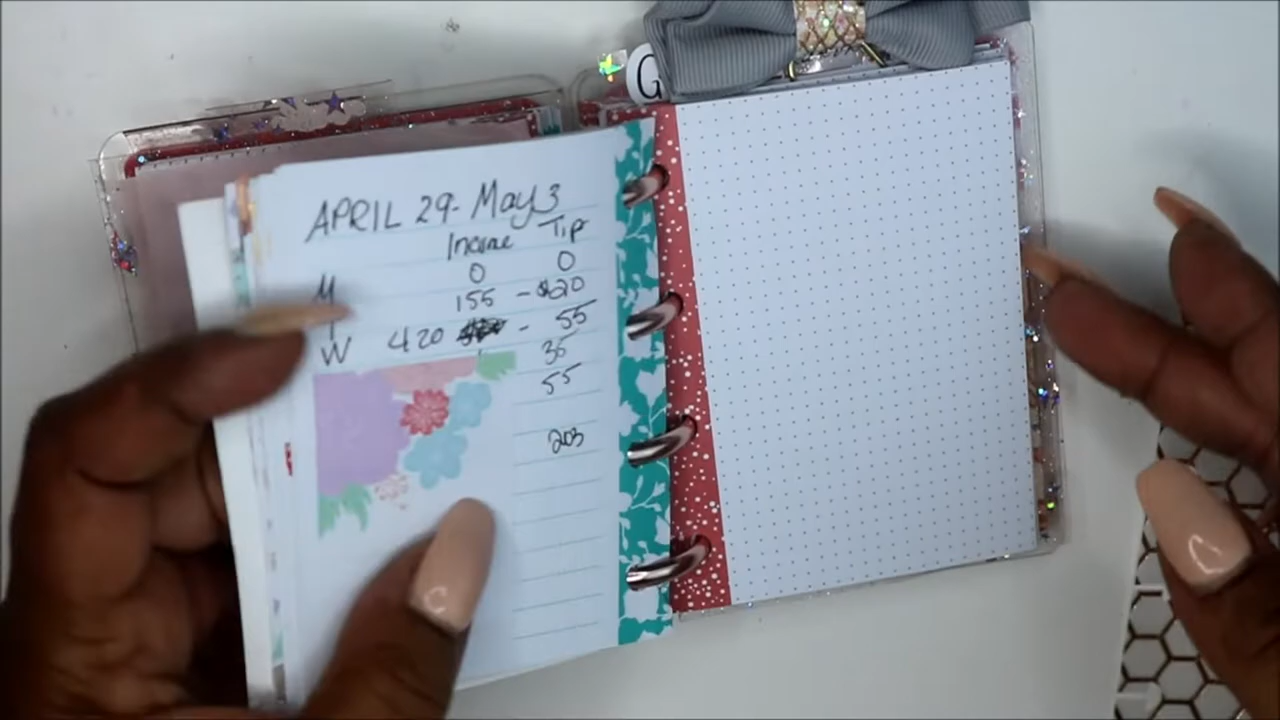 G
APRIL 29- May 3
Income Tip
M 0 0
T 155 - $20
W 420 - 55
35
55
203